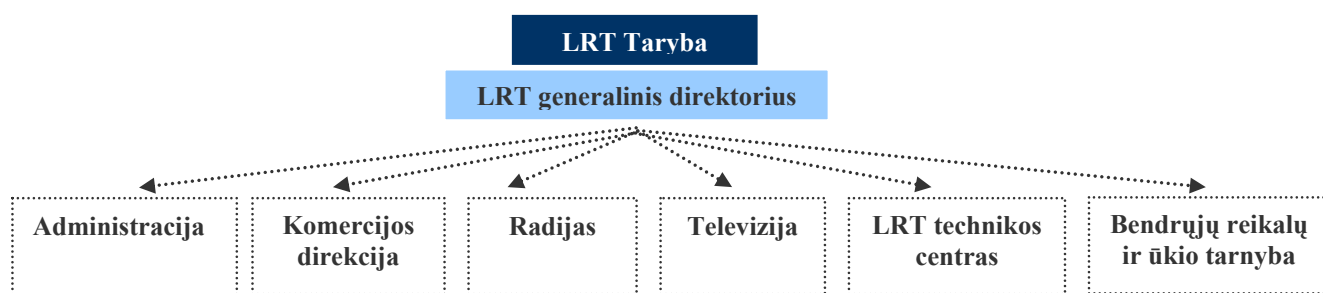 LRT Taryba
LRT generalinis direktorius
Administracija
Komercijos
direkcija
Radijas
Televizija
LRT technikos
centras
Bendrųjų reikalų
ir ūkio tarnyba